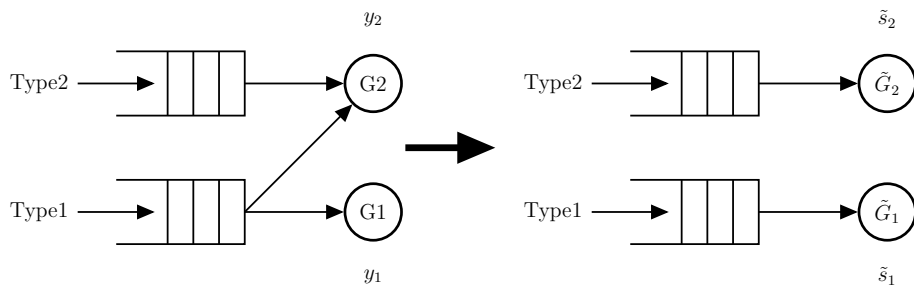 y₂ s̃₂
Type2 G2 Type2 G̃₂
Type1 G1 Type1 G̃₁
y₁ s̃₁